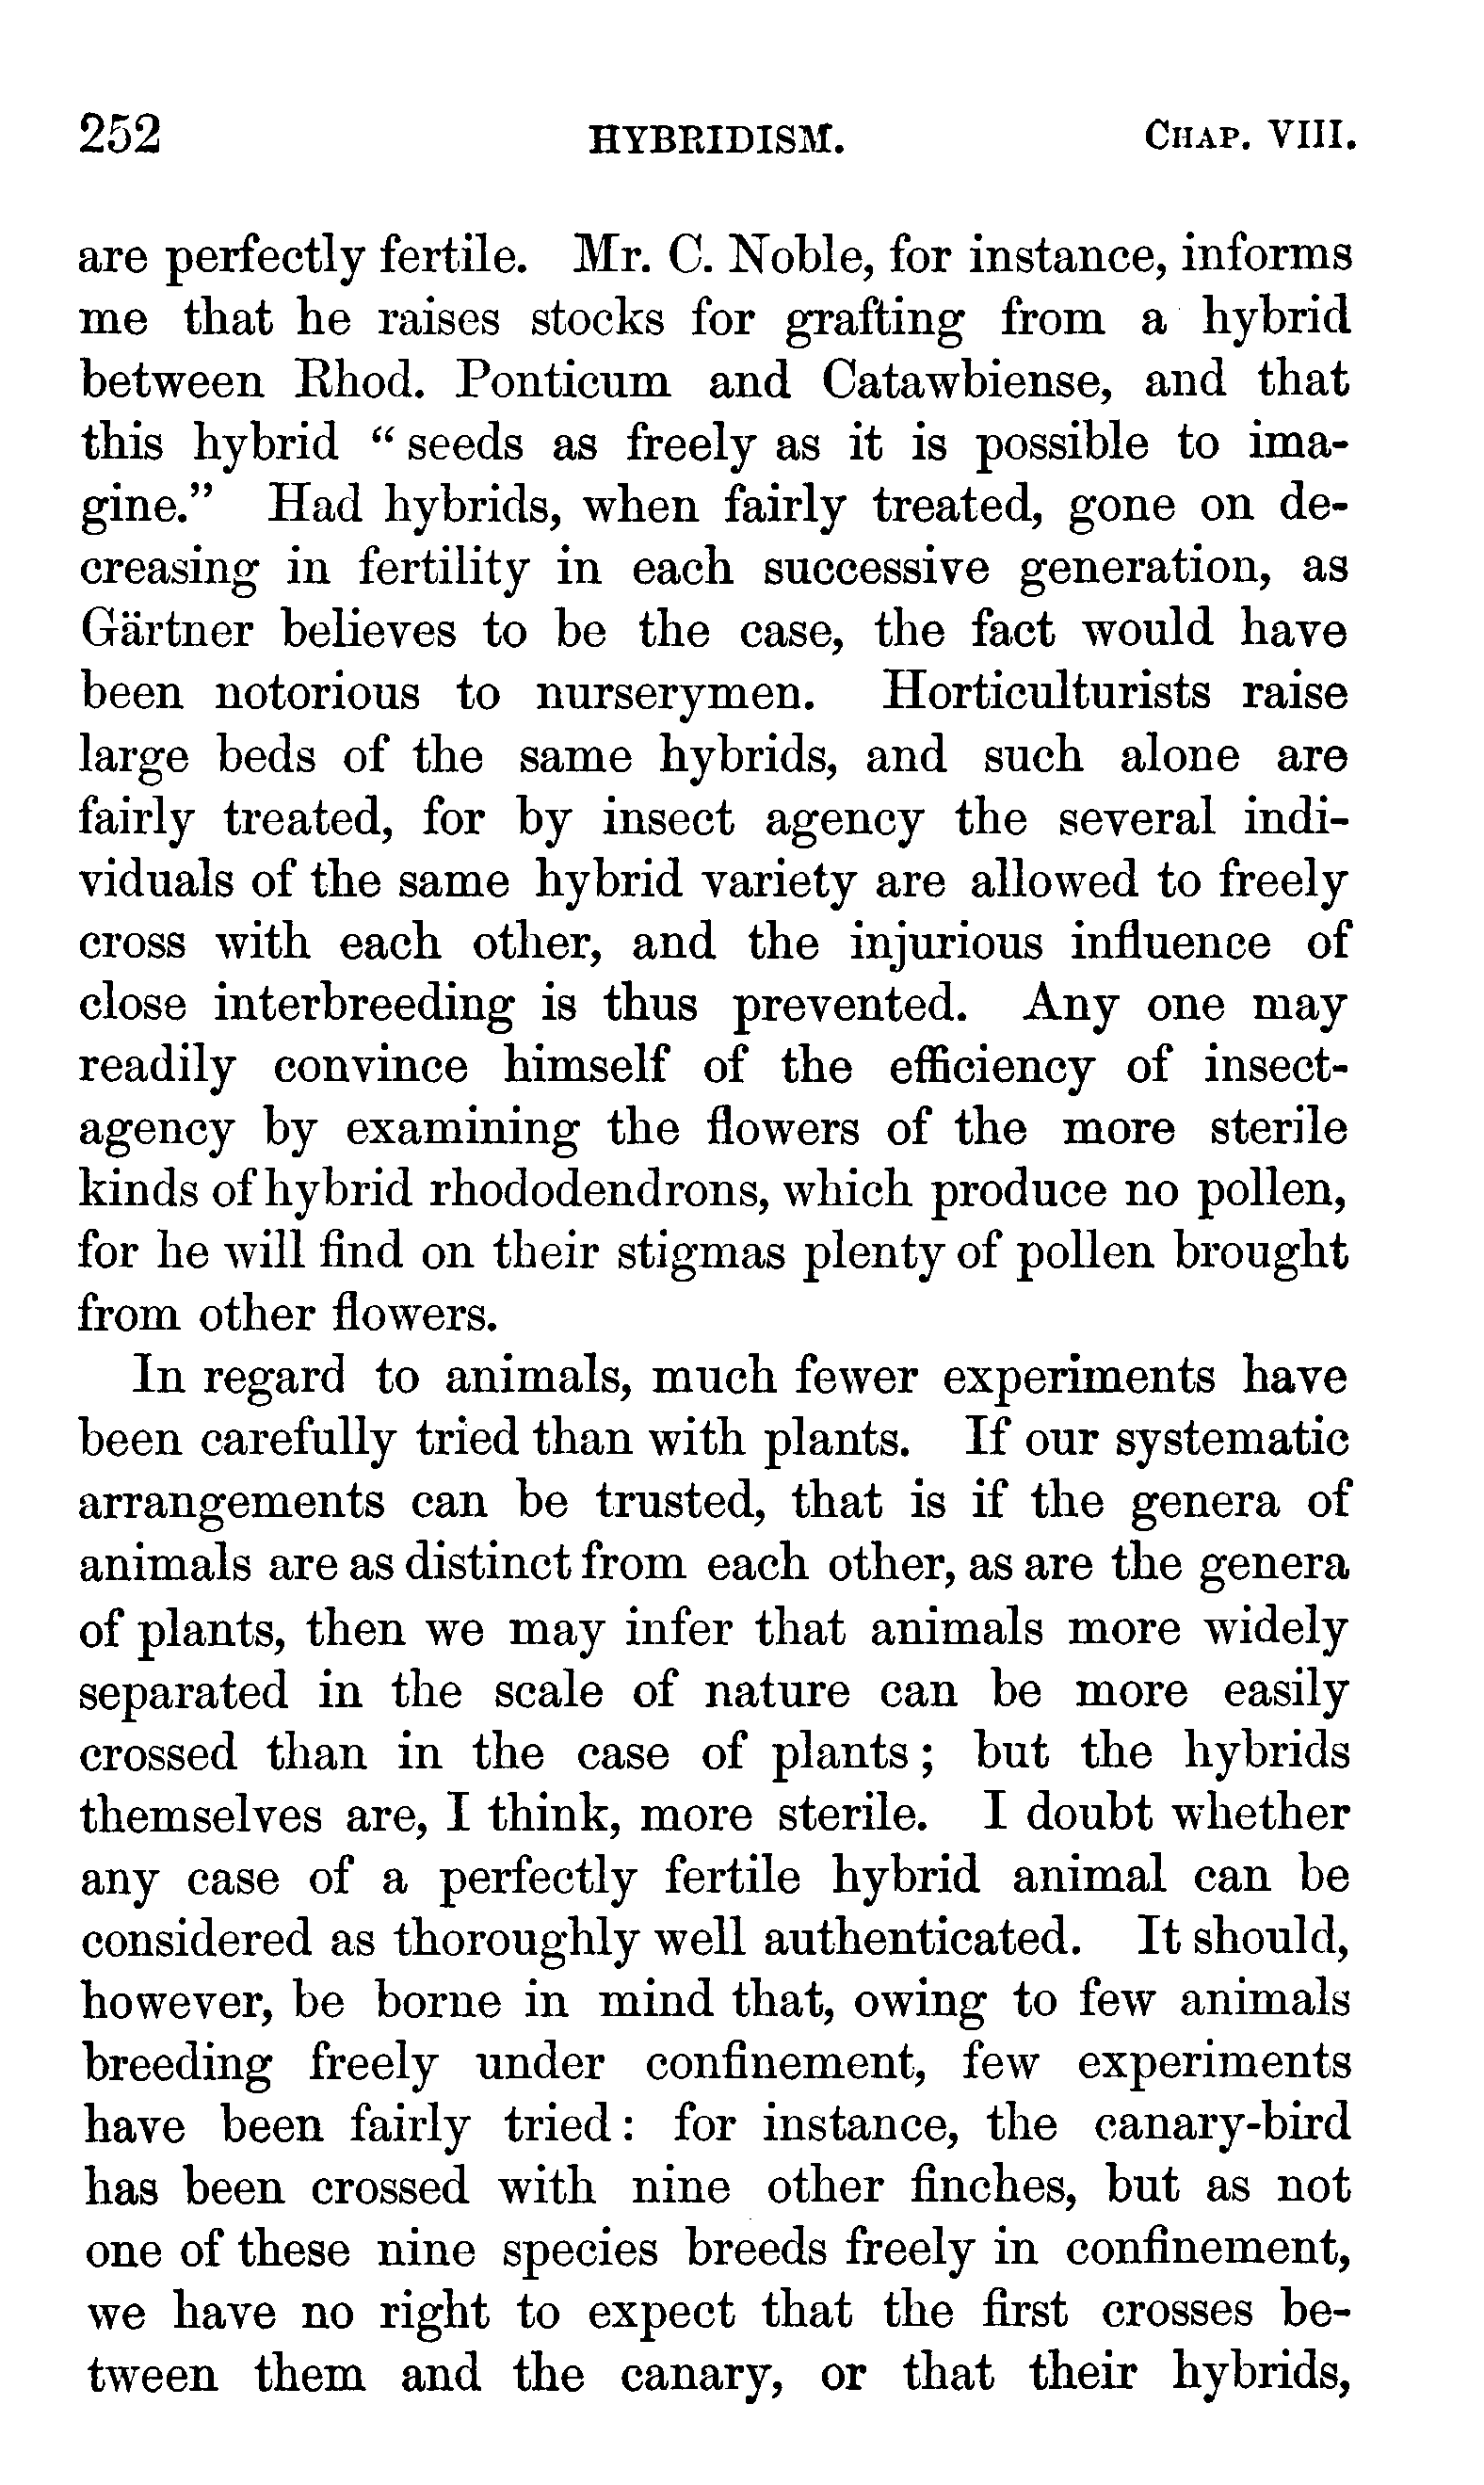 252 HYBRIDISM. CHAP. VIII.
are perfectly fertile. Mr. C. Noble, for instance, informs
me that he raises stocks for grafting from a hybrid
between Rhod. Ponticum and Catawbiense, and that
this hybrid “ seeds as freely as it is possible to ima-
gine.” Had hybrids, when fairly treated, gone on de-
creasing in fertility in each successive generation, as
Gärtner believes to be the case, the fact would have
been notorious to nurserymen. Horticulturists raise
large beds of the same hybrids, and such alone are
fairly treated, for by insect agency the several indi-
viduals of the same hybrid variety are allowed to freely
cross with each other, and the injurious influence of
close interbreeding is thus prevented. Any one may
readily convince himself of the efficiency of insect-
agency by examining the flowers of the more sterile
kinds of hybrid rhododendrons, which produce no pollen,
for he will find on their stigmas plenty of pollen brought
from other flowers.
In regard to animals, much fewer experiments have
been carefully tried than with plants. If our systematic
arrangements can be trusted, that is if the genera of
animals are as distinct from each other, as are the genera
of plants, then we may infer that animals more widely
separated in the scale of nature can be more easily
crossed than in the case of plants ; but the hybrids
themselves are, I think, more sterile. I doubt whether
any case of a perfectly fertile hybrid animal can be
considered as thoroughly well authenticated. It should,
however, be borne in mind that, owing to few animals
breeding freely under confinement, few experiments
have been fairly tried : for instance, the canary-bird
has been crossed with nine other finches, but as not
one of these nine species breeds freely in confinement,
we have no right to expect that the first crosses be-
tween them and the canary, or that their hybrids,